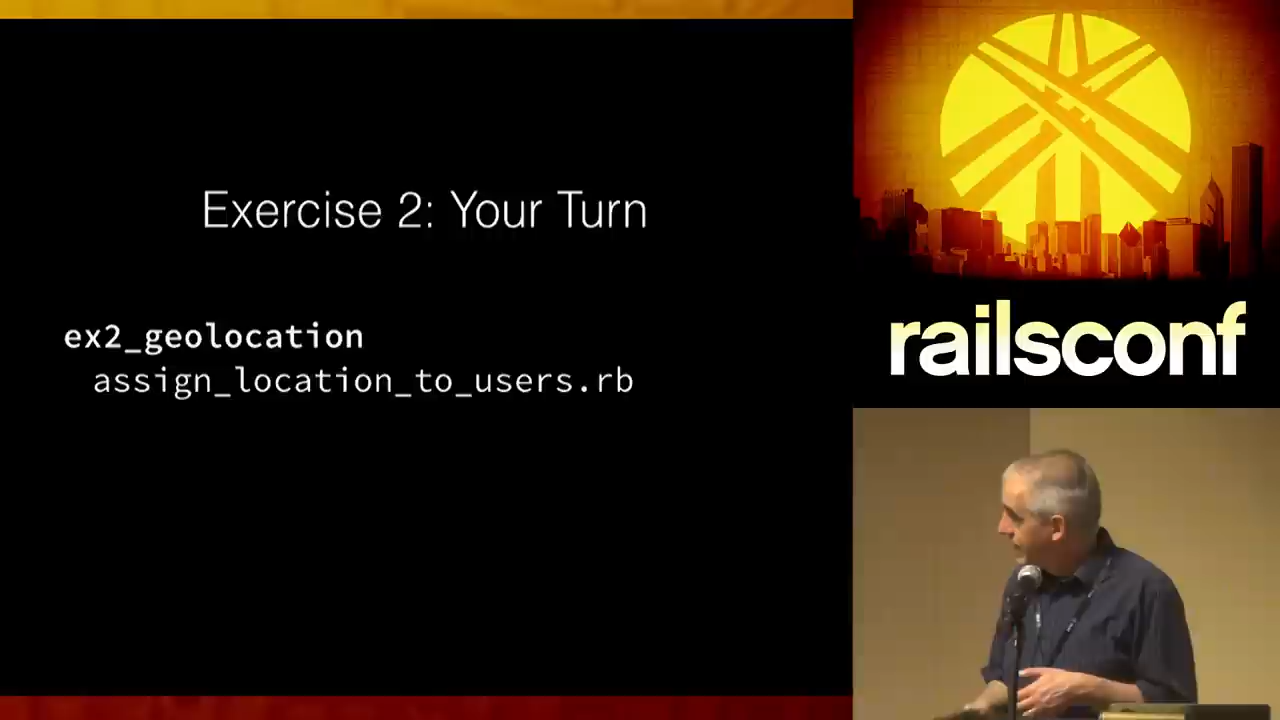 Exercise 2: Your Turn
ex2_geolocation
assign_location_to_users.rb
railsconf